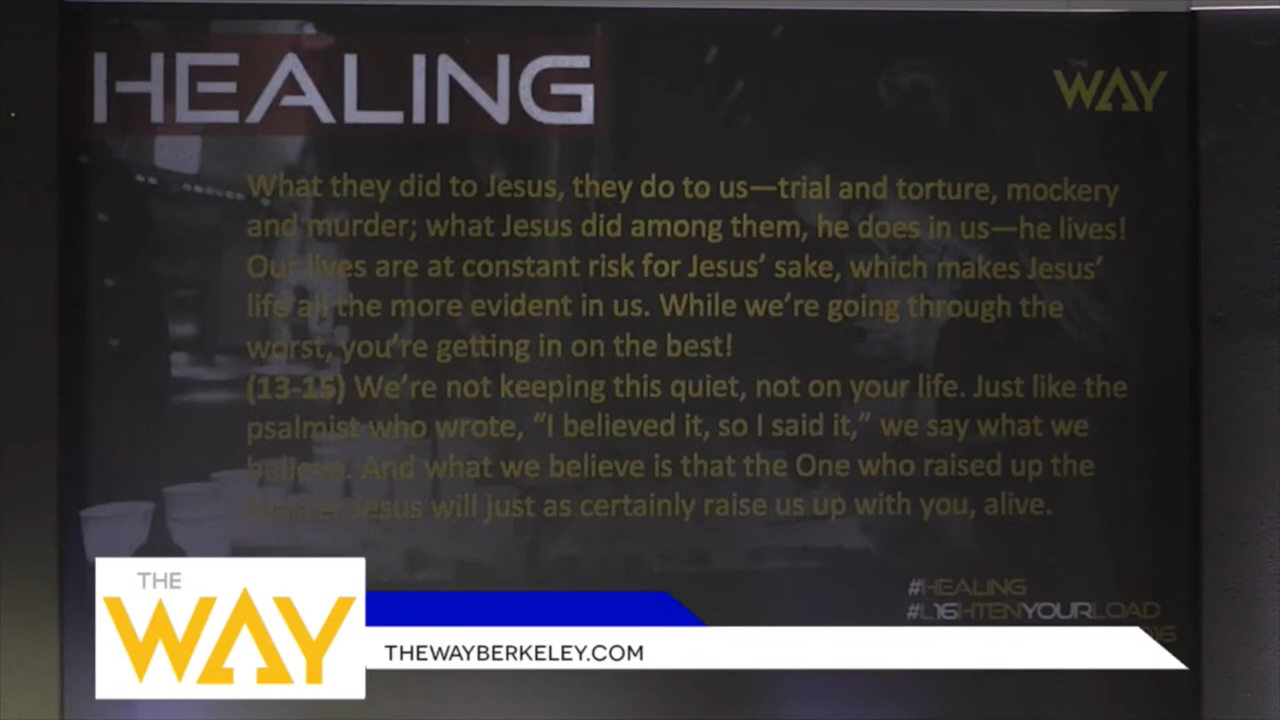 HEALING
WAY
What they did to Jesus, they do to us—trial and torture, mockery
and murder; what Jesus did among them, he does in us—he lives!
Our lives are at constant risk for Jesus’ sake, which makes Jesus’
life all the more evident in us. While we’re going through the
worst, you’re getting in on the best!
(13-15) We’re not keeping this quiet, not on your life. Just like the
psalmist who wrote, “I believed it, so I said it,” we say what we
believe. And what we believe is that the One who raised up the
Jesus will just as certainly raise us up with you, alive.
#HEALING
#L16HTENYOURLOAD
16
THE
WAY
THEWAYBERKELEY.COM